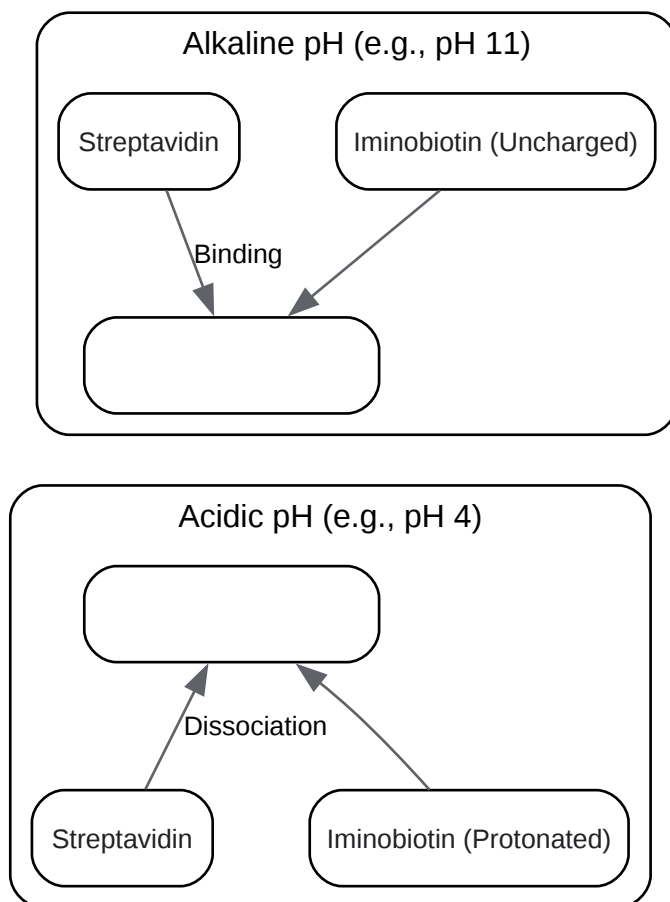 Alkaline pH (e.g., pH 11)
Streptavidin
Iminobiotin (Uncharged)
Binding
Acidic pH (e.g., pH 4)
Dissociation
Streptavidin
Iminobiotin (Protonated)